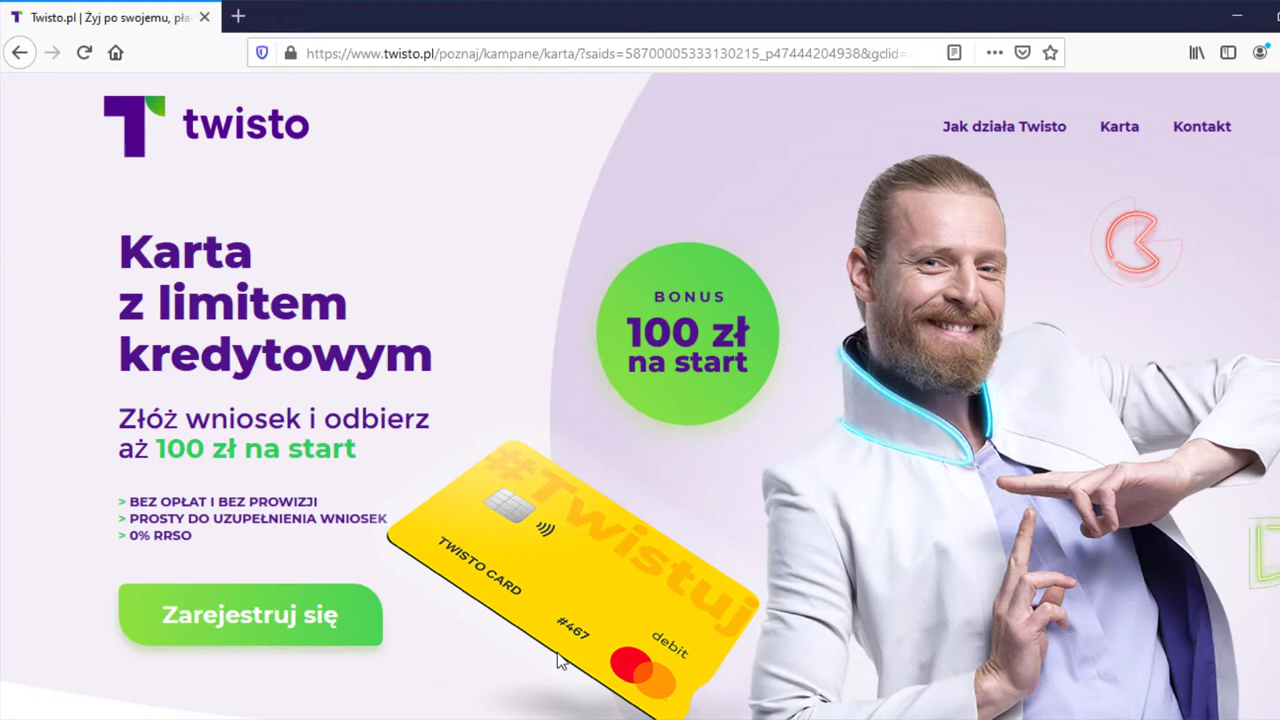 Twisto.pl | Żyj po swojemu, pła
https://www.twisto.pl/poznaj/kampane/karta/?saids=58700005333130215_p47444204938&gclid=
twisto
Jak działa Twisto
Karta
Kontakt
Karta
z limitem
kredytowym
BONUS
100 zł
na start
Złóż wniosek i odbierz
aż 100 zł na start
> BEZ OPŁAT I BEZ PROWIZJI
> PROSTY DO UZUPEŁNIENIA WNIOSEK
> 0% RRSO
Zarejestruj się
#Twistuj
TWISTO CARD
#467
debit